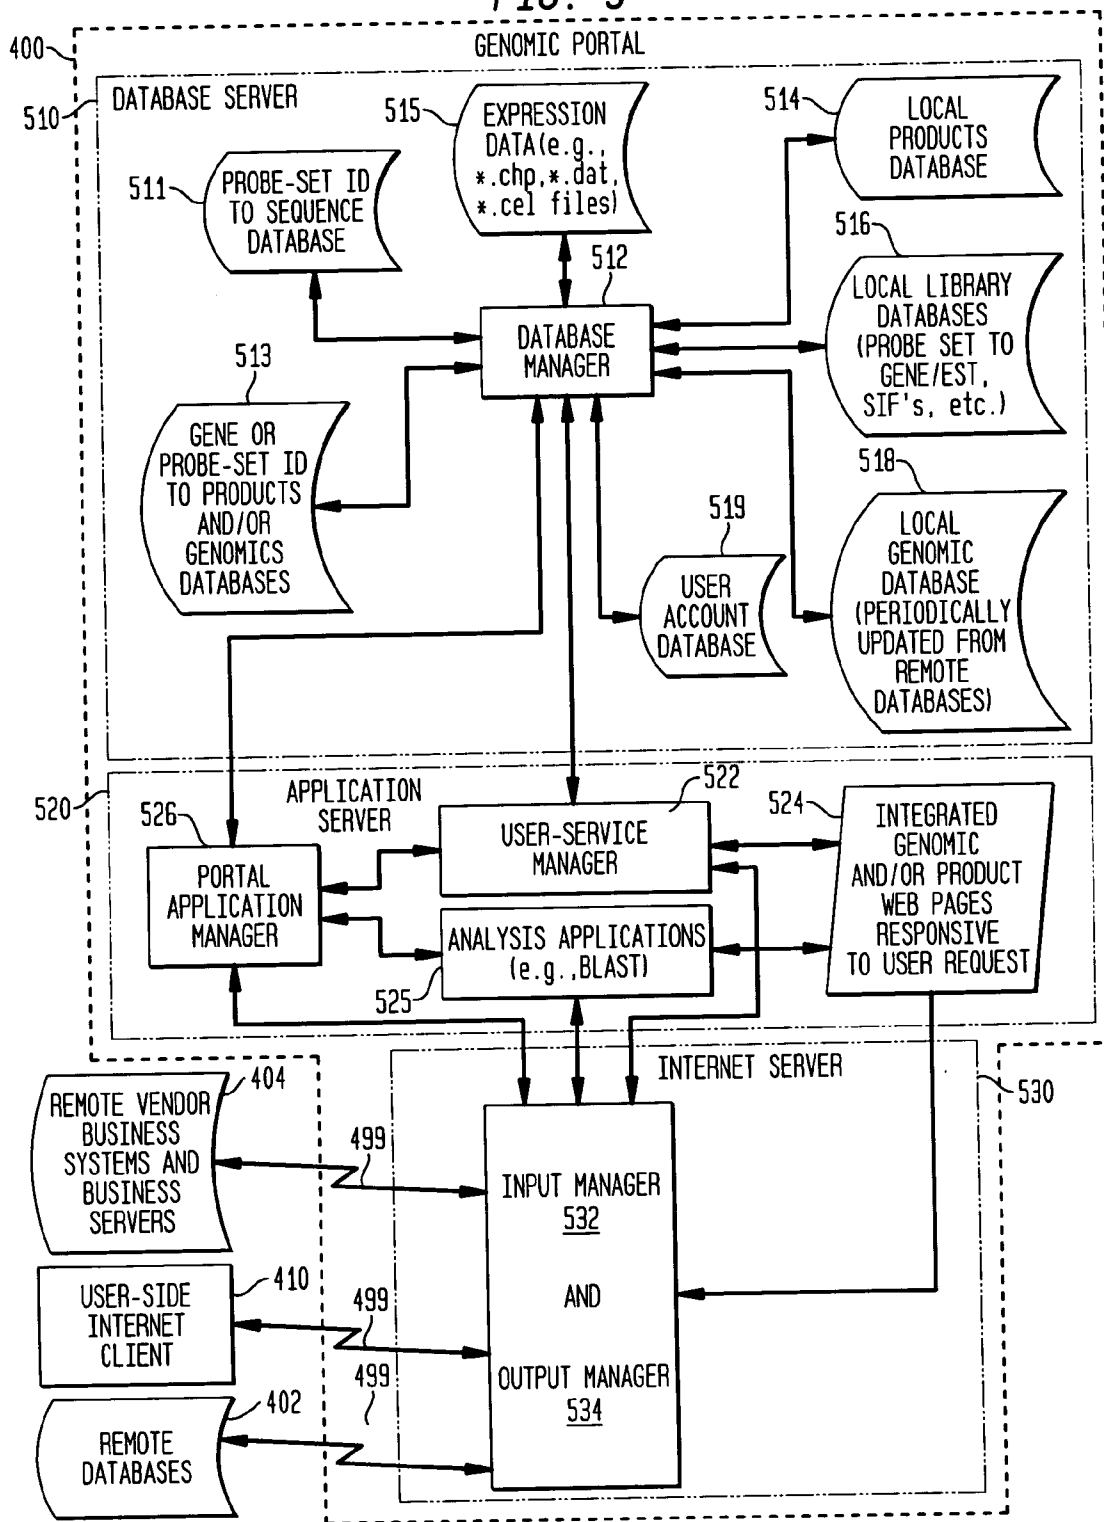 FIG. 5
400
GENOMIC PORTAL
510
DATABASE SERVER
515
EXPRESSION
DATA(e.g.,
*.chp,*.dat,
*.cel files)
514
LOCAL
PRODUCTS
DATABASE
511
PROBE-SET ID
TO SEQUENCE
DATABASE
512
DATABASE
MANAGER
516
LOCAL LIBRARY
DATABASES
(PROBE SET TO
GENE/EST,
SIF's, etc.)
513
GENE OR
PROBE-SET ID
TO PRODUCTS
AND/OR
GENOMICS
DATABASES
518
LOCAL
GENOMIC
DATABASE
(PERIODICALLY
UPDATED FROM
REMOTE
DATABASES)
519
USER
ACCOUNT
DATABASE
520
APPLICATION
SERVER
526
PORTAL
APPLICATION
MANAGER
522
USER-SERVICE
MANAGER
524
INTEGRATED
GENOMIC
AND/OR PRODUCT
WEB PAGES
RESPONSIVE
TO USER REQUEST
ANALYSIS APPLICATIONS
(e.g.,BLAST)
525
INTERNET SERVER
530
404
REMOTE VENDOR
BUSINESS
SYSTEMS AND
BUSINESS
SERVERS
499
INPUT MANAGER
532
AND
OUTPUT MANAGER
534
410
USER-SIDE
INTERNET
CLIENT
499
499
402
REMOTE
DATABASES